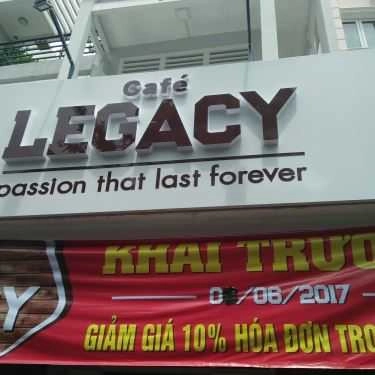 Café
LEGACY
passion that last forever
KHAI TRƯƠ
/06/2017
GIẢM GIÁ 10% HÓA ĐƠN TRO
Y